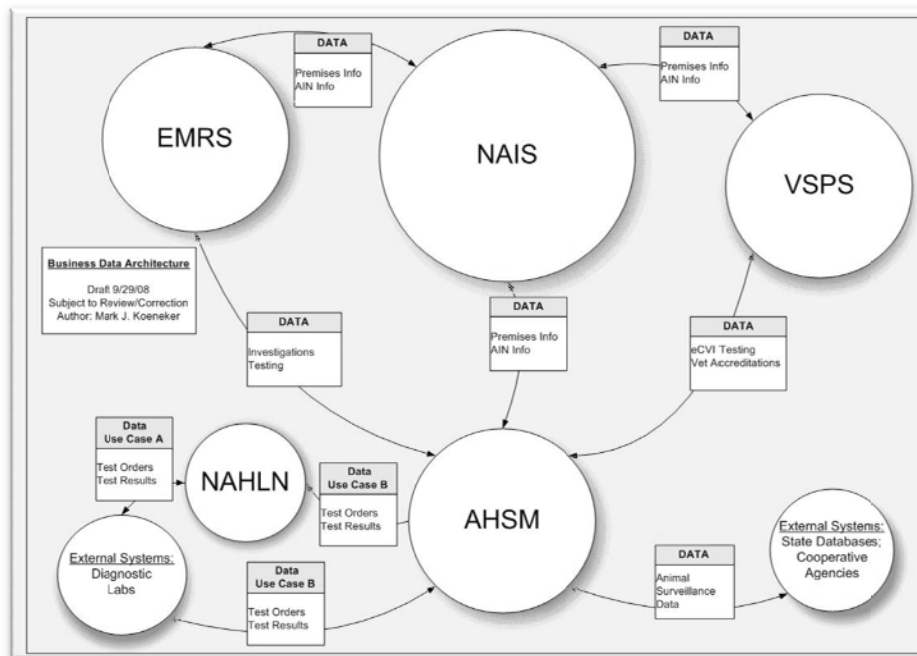 DATA
Premises Info
AIN Info
DATA
Premises Info
AIN Info
EMRS
NAIS
VSPS
Business Data Architecture
Draft 9/29/08
Subject to Review/Correction
Author: Mark J. Koeneker
DATA
Investigations
Testing
DATA
Premises Info
AIN Info
DATA
eCVI Testing
Vet Accreditations
Data
Use Case A
Test Orders
Test Results
NAHLN
Data
Use Case B
Test Orders
Test Results
AHSM
External Systems:
State Databases;
Cooperative
Agencies
External Systems:
Diagnostic
Labs
Data
Use Case B
Test Orders
Test Results
DATA
Animal
Surveillance
Data